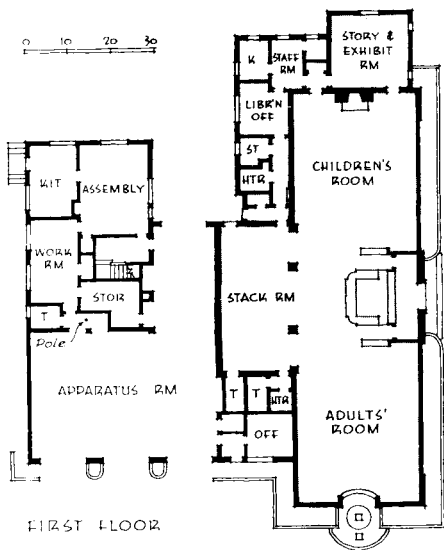 0 10 20 30
KIT
ASSEMBLY
WORK
RM
STOR
T
Pole
APPARATUS RM
FIRST FLOOR
STORY &
EXHIBIT
RM
K
STAFF
RM
LIBR'N
OFF
ST
HTR
CHILDREN'S
ROOM
STACK RM
T
T
HTR
OFF
ADULTS'
ROOM